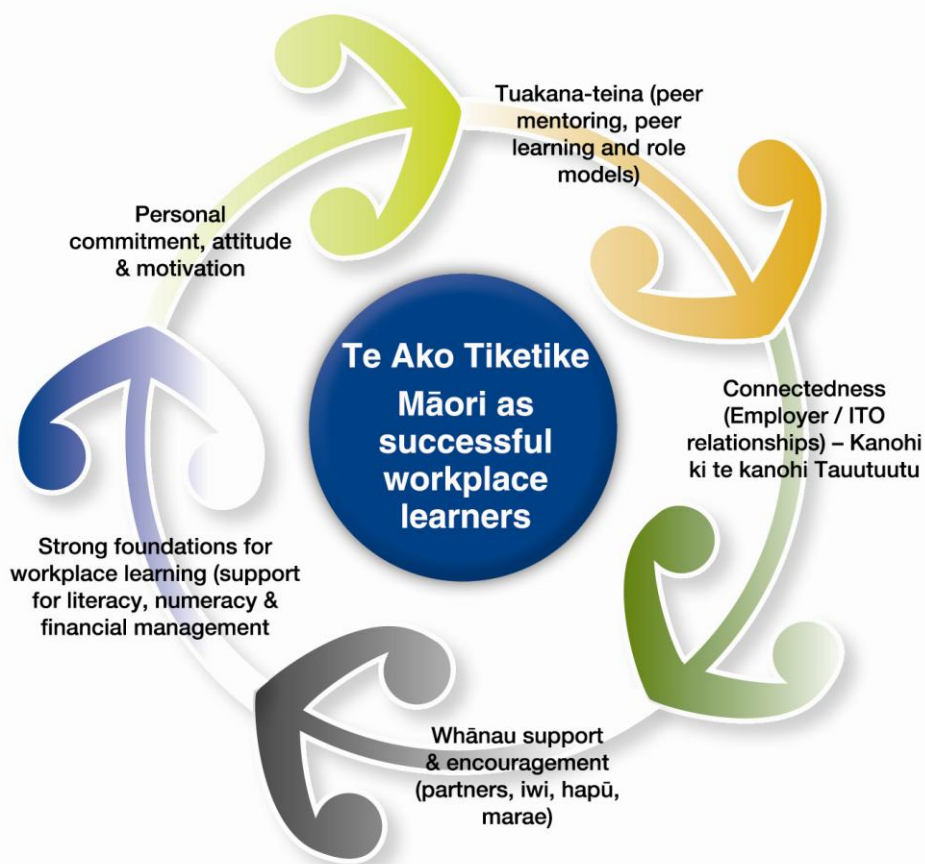 Tuakana-teina (peer
mentoring, peer
learning and role
models)
Personal
commitment, attitude
& motivation
Te Ako Tiketike
Māori as
successful
workplace
learners
Connectedness
(Employer / ITO
relationships) – Kanohi
ki te kanohi Tauutuutu
Strong foundations for
workplace learning (support
for literacy, numeracy &
financial management
Whānau support
& encouragement
(partners, iwi, hapū,
marae)